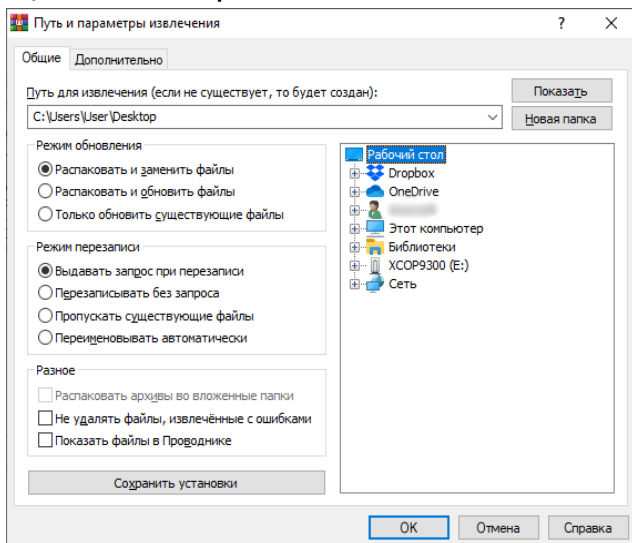 Путь и параметры извлечения
Общие Дополнительно
Путь для извлечения (если не существует, то будет создан):
Показать
C:\Users\User\Desktop
Новая папка
Режим обновления
Распаковать и заменить файлы
Распаковать и обновить файлы
Только обновить существующие файлы
Режим перезаписи
Выдавать запрос при перезаписи
Перезаписывать без запроса
Пропускать существующие файлы
Переименовывать автоматически
Разное
Распаковать архивы во вложенные папки
Не удалять файлы, извлечённые с ошибками
Показать файлы в Проводнике
Сохранить установки
Рабочий стол
Dropbox
OneDrive
Этот компьютер
Библиотеки
XCOP9300 (E:)
Сеть
OK Отмена Справка